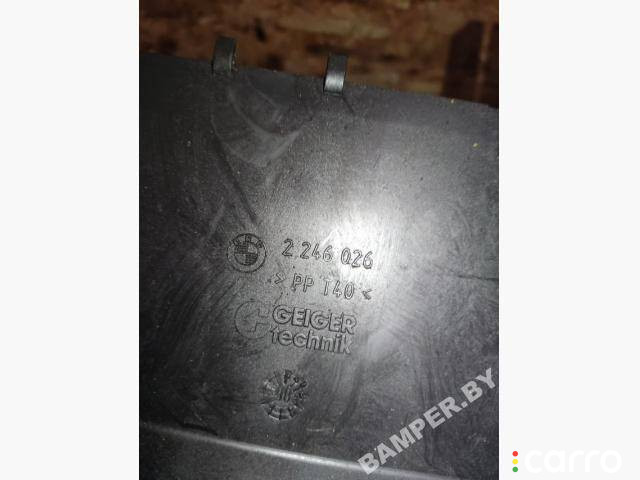 2 246 026
> PP T40 <
GEIGER
technik
BAMPER.BY
carro